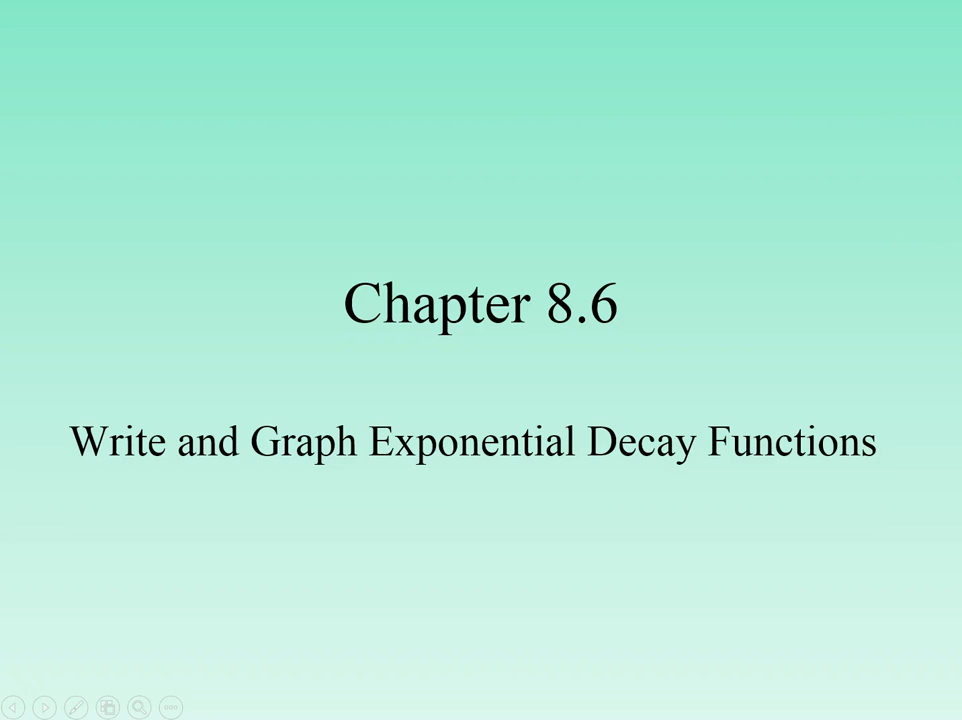 Chapter 8.6
Write and Graph Exponential Decay Functions